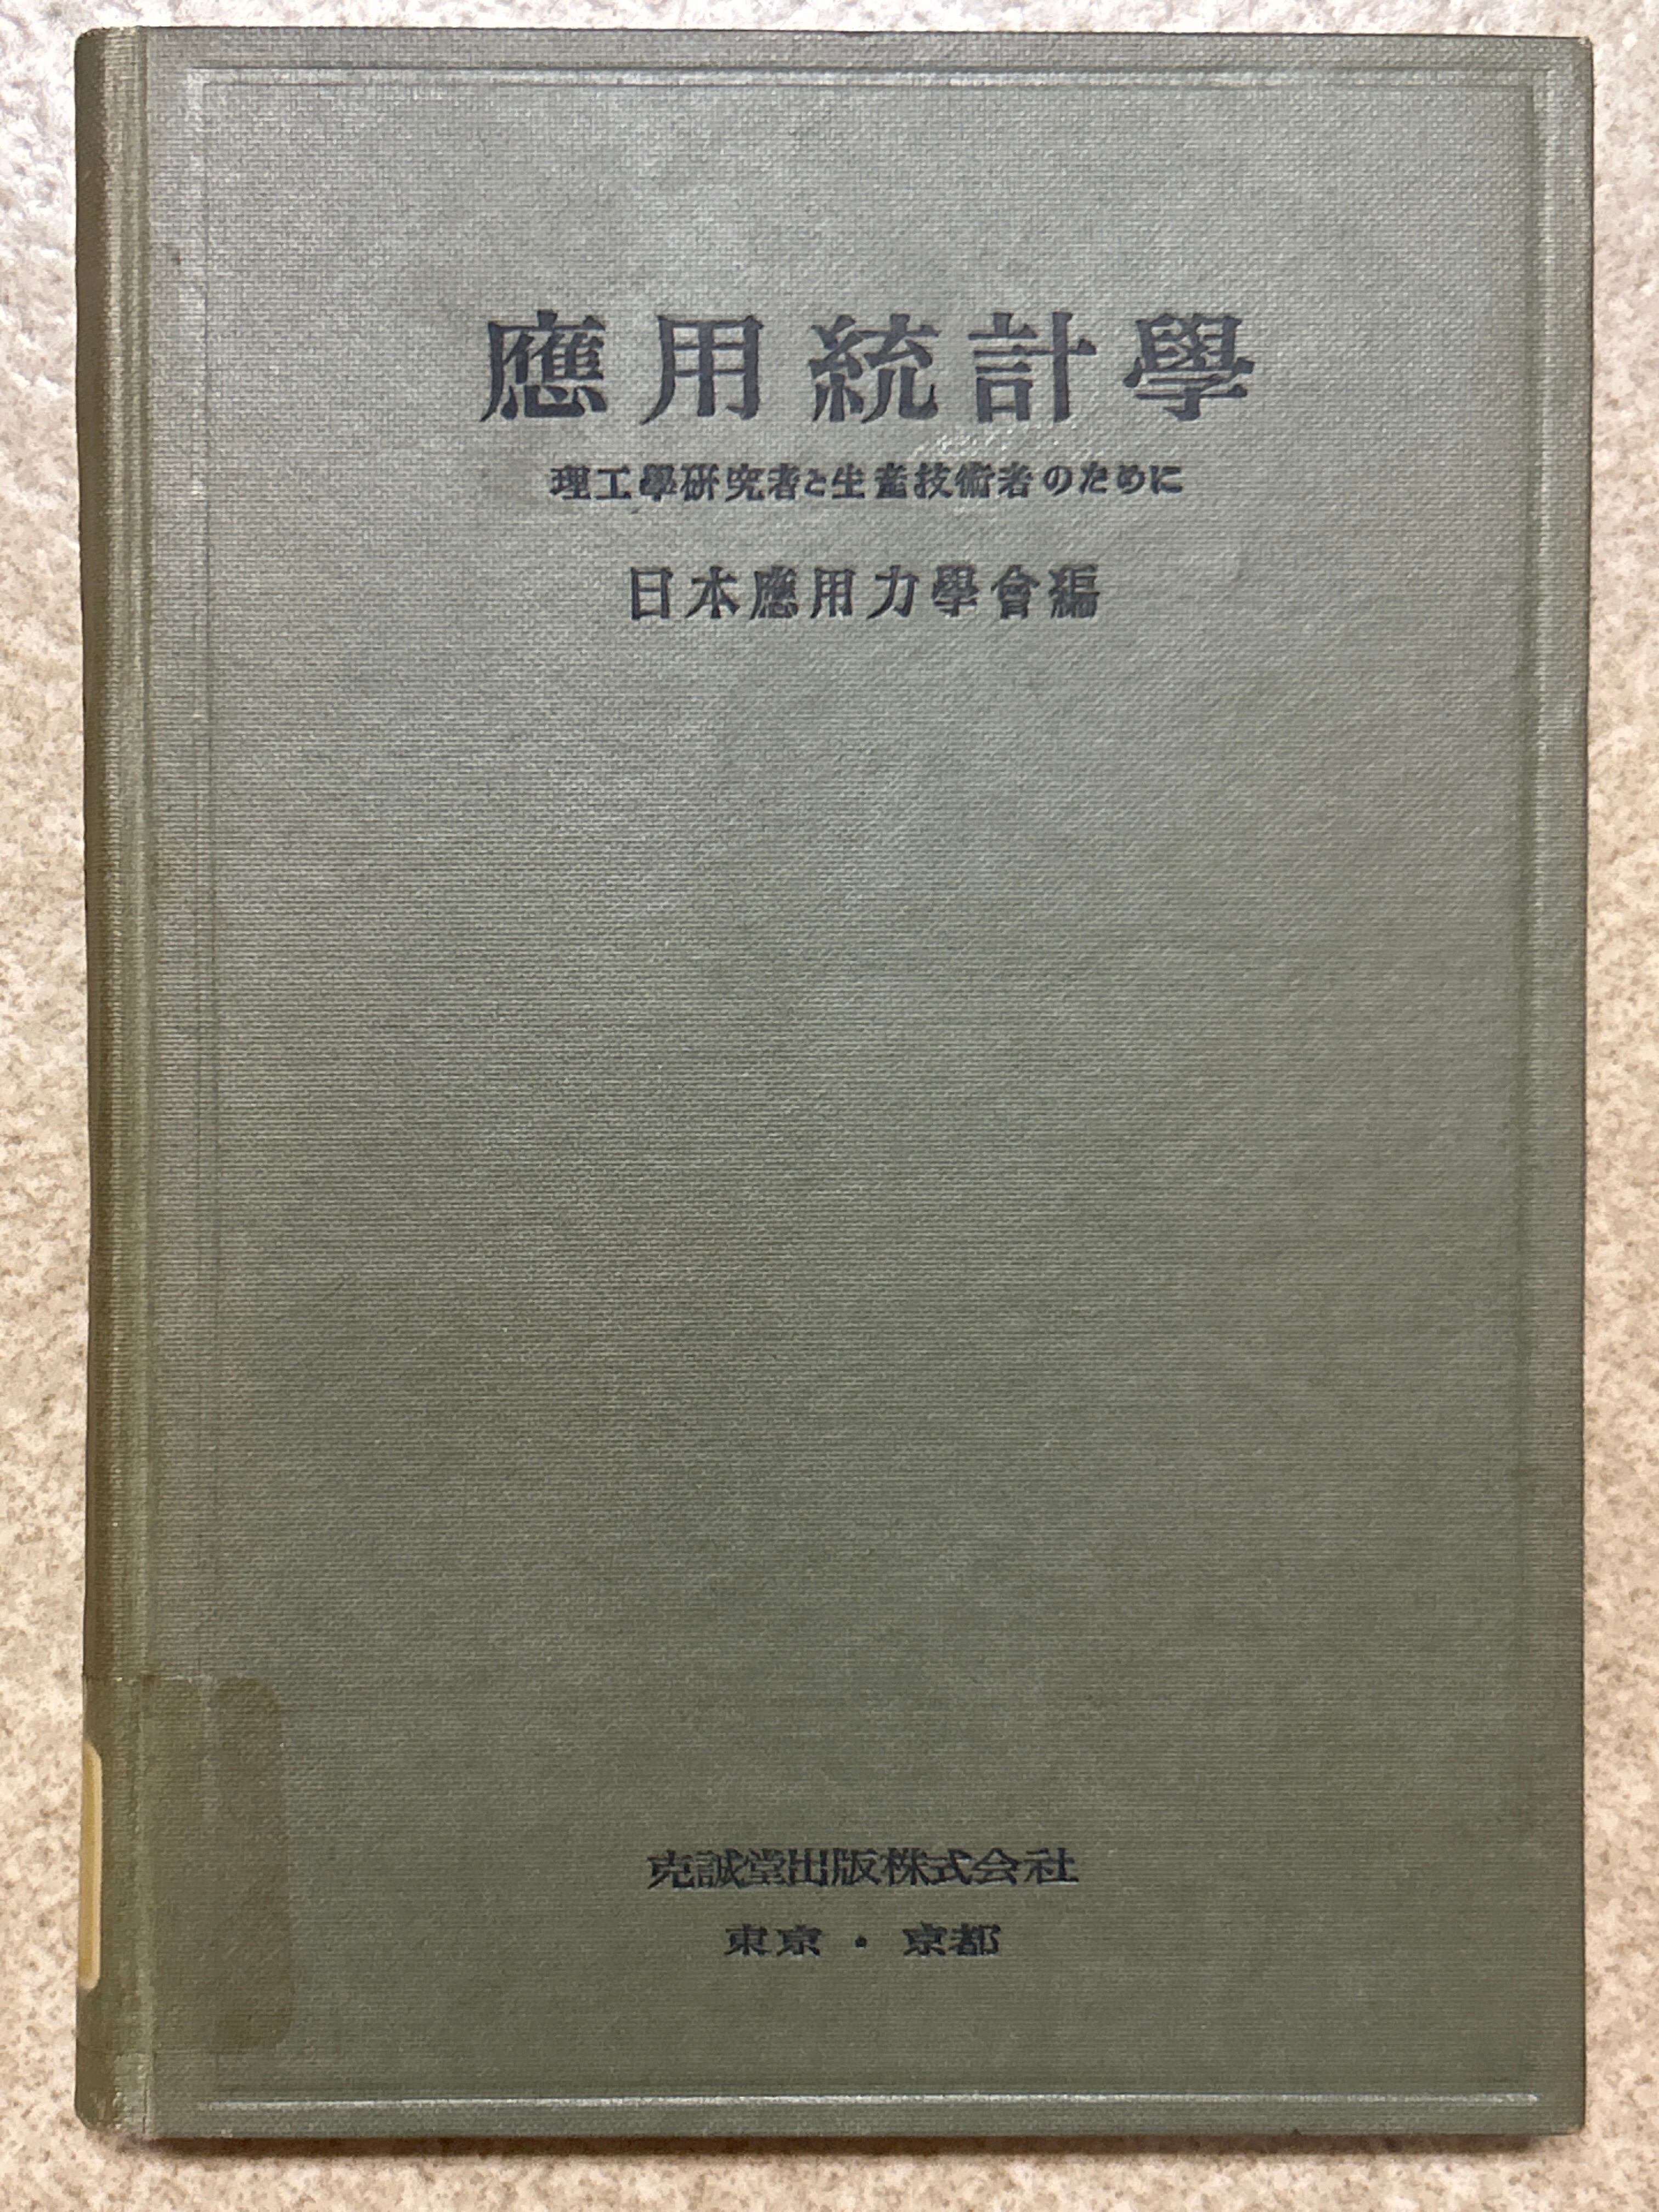 應用統計學
理工學研究者と生產技術者のために
日本應用力學會編
克誠堂出版株式会社
東京・京都